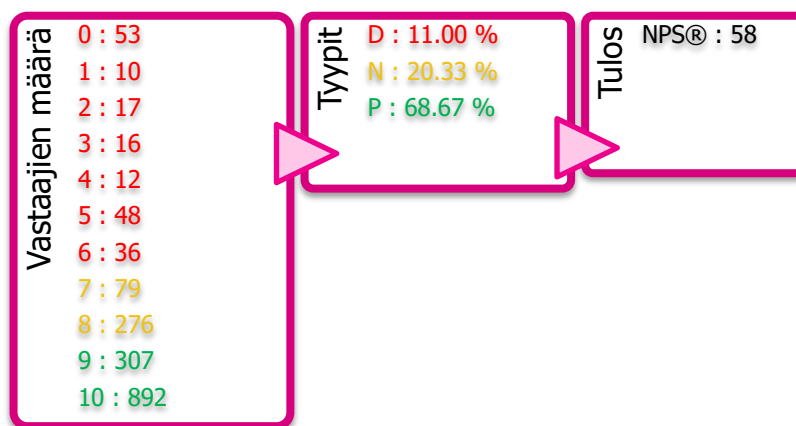 Vastaajien määrä
0 : 53
1 : 10
2 : 17
3 : 16
4 : 12
5 : 48
6 : 36
7 : 79
8 : 276
9 : 307
10 : 892
Tyypit
D : 11.00 %
N : 20.33 %
P : 68.67 %
Tulos
NPS® : 58